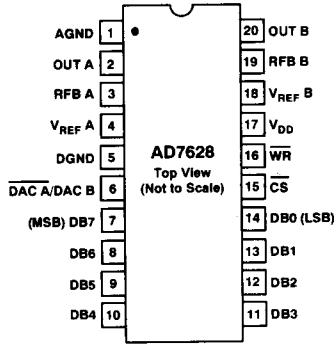 AGND 1
OUT A 2
RFB A 3
VREF A 4
DGND 5
DAC A/DAC B 6
(MSB) DB7 7
DB6 8
DB5 9
DB4 10
AD7628
Top View
(Not to Scale)
20 OUT B
19 RFB B
18 VREF B
17 VDD
16 WR
15 CS
14 DB0 (LSB)
13 DB1
12 DB2
11 DB3